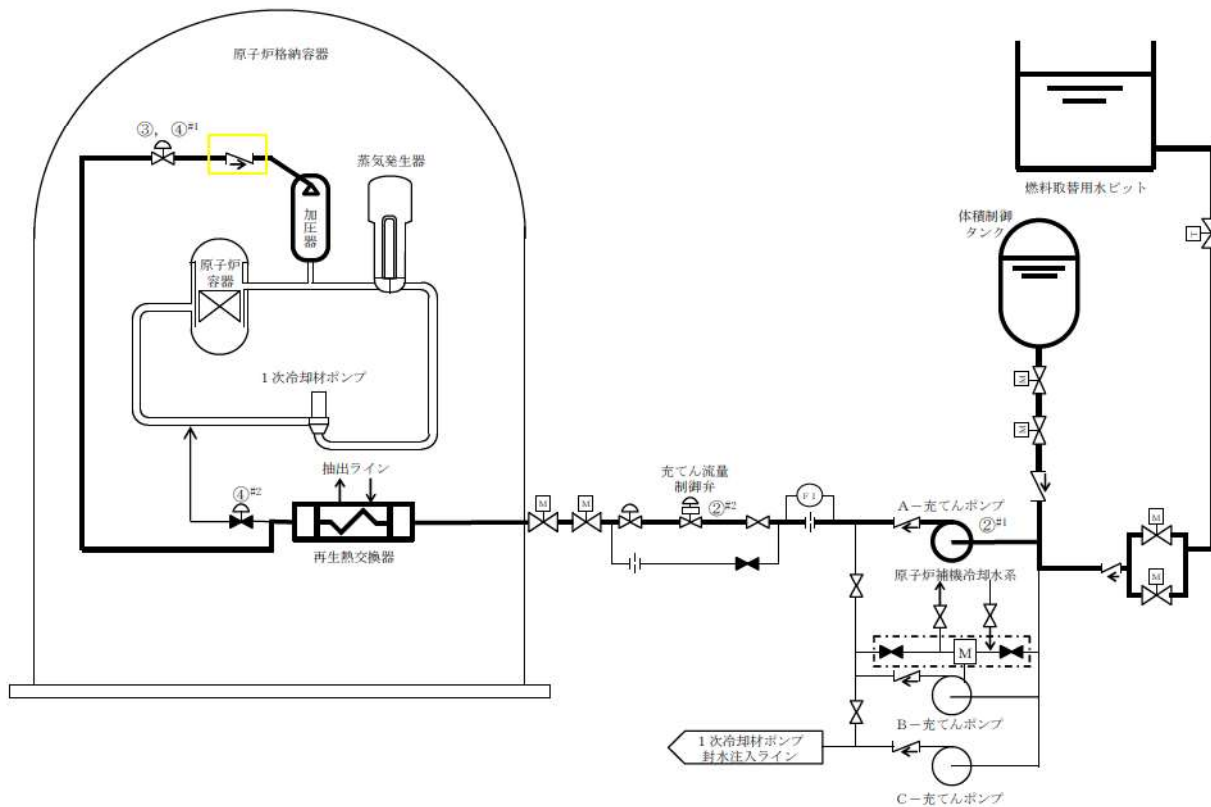 原子炉格納容器
③, ④#1
蒸気発生器
加圧器
原子炉
容器
1次冷却材ポンプ
抽出ライン
④#2
再生熱交換器
M
M
充てん流量
制御弁
②#2
FI
A-充てんポンプ
②#1
原子炉補機冷却水系
M
B-充てんポンプ
1次冷却材ポンプ
封水注入ライン
C-充てんポンプ
燃料取替用水ピット
体積制御
タンク
T
M
M
M
M